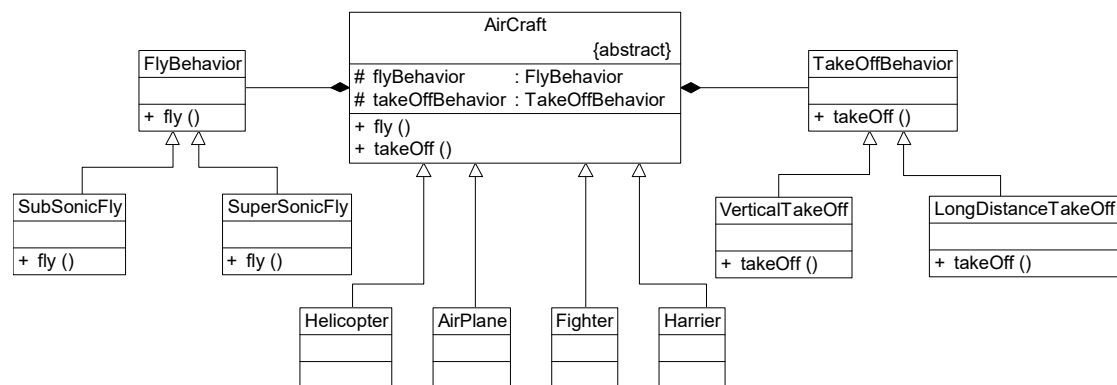 AirCraft
{abstract}
# flyBehavior : FlyBehavior
# takeOffBehavior : TakeOffBehavior
+ fly ()
+ takeOff ()
FlyBehavior
+ fly ()
TakeOffBehavior
+ takeOff ()
SubSonicFly
+ fly ()
SuperSonicFly
+ fly ()
VerticalTakeOff
+ takeOff ()
LongDistanceTakeOff
+ takeOff ()
Helicopter
AirPlane
Fighter
Harrier